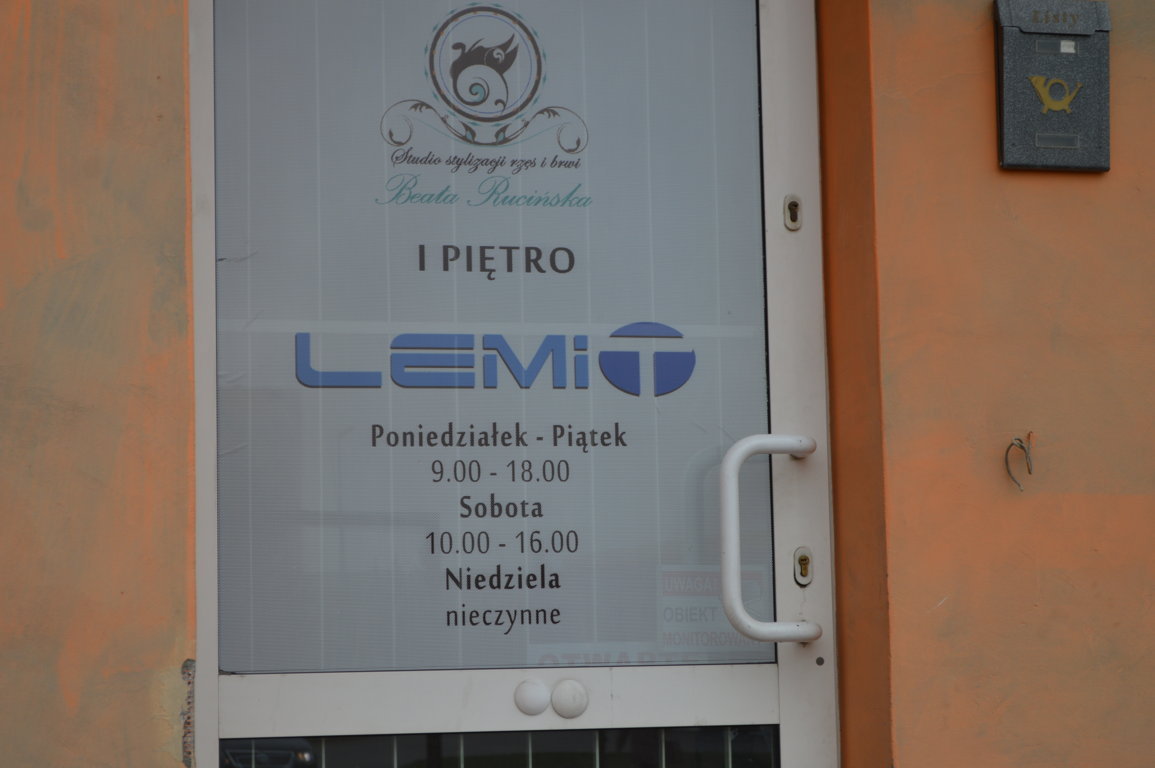 Listy
Studio stylizacji rzęs i brwi
Beata Rucińska
I PIĘTRO
LEMiT
Poniedziałek - Piątek
9.00 - 18.00
Sobota
10.00 - 16.00
Niedziela
nieczynne
UWAGA!
OBIEKT
MONITOROWANY